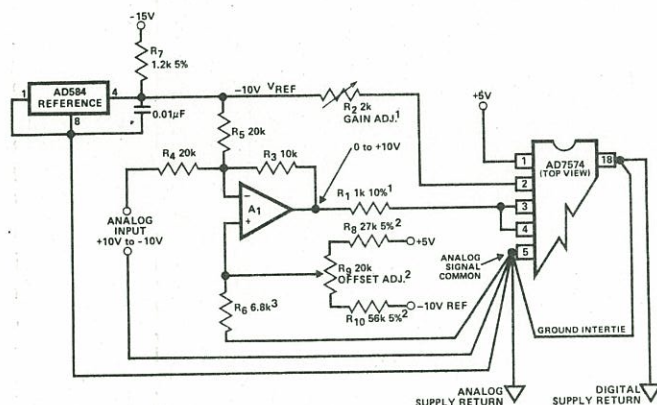 -15V
R7
1.2k 5%
1
AD584
REFERENCE
4
8
0.01µF
-10V VREF
R2 2k
GAIN ADJ.1
+5V
R5 20k
R4 20k
R3 10k
0 to +10V
A1
−
+
R1 1k 10%1
AD7574
(TOP VIEW)
1
2
3
4
5
18
ANALOG
INPUT
+10V to -10V
R8 27k 5%2
+5V
R9 20k
OFFSET ADJ.2
R10 56k 5%2
-10V REF
R6 6.8k3
ANALOG
SIGNAL
COMMON
GROUND INTERTIE
ANALOG
SUPPLY RETURN
DIGITAL
SUPPLY RETURN